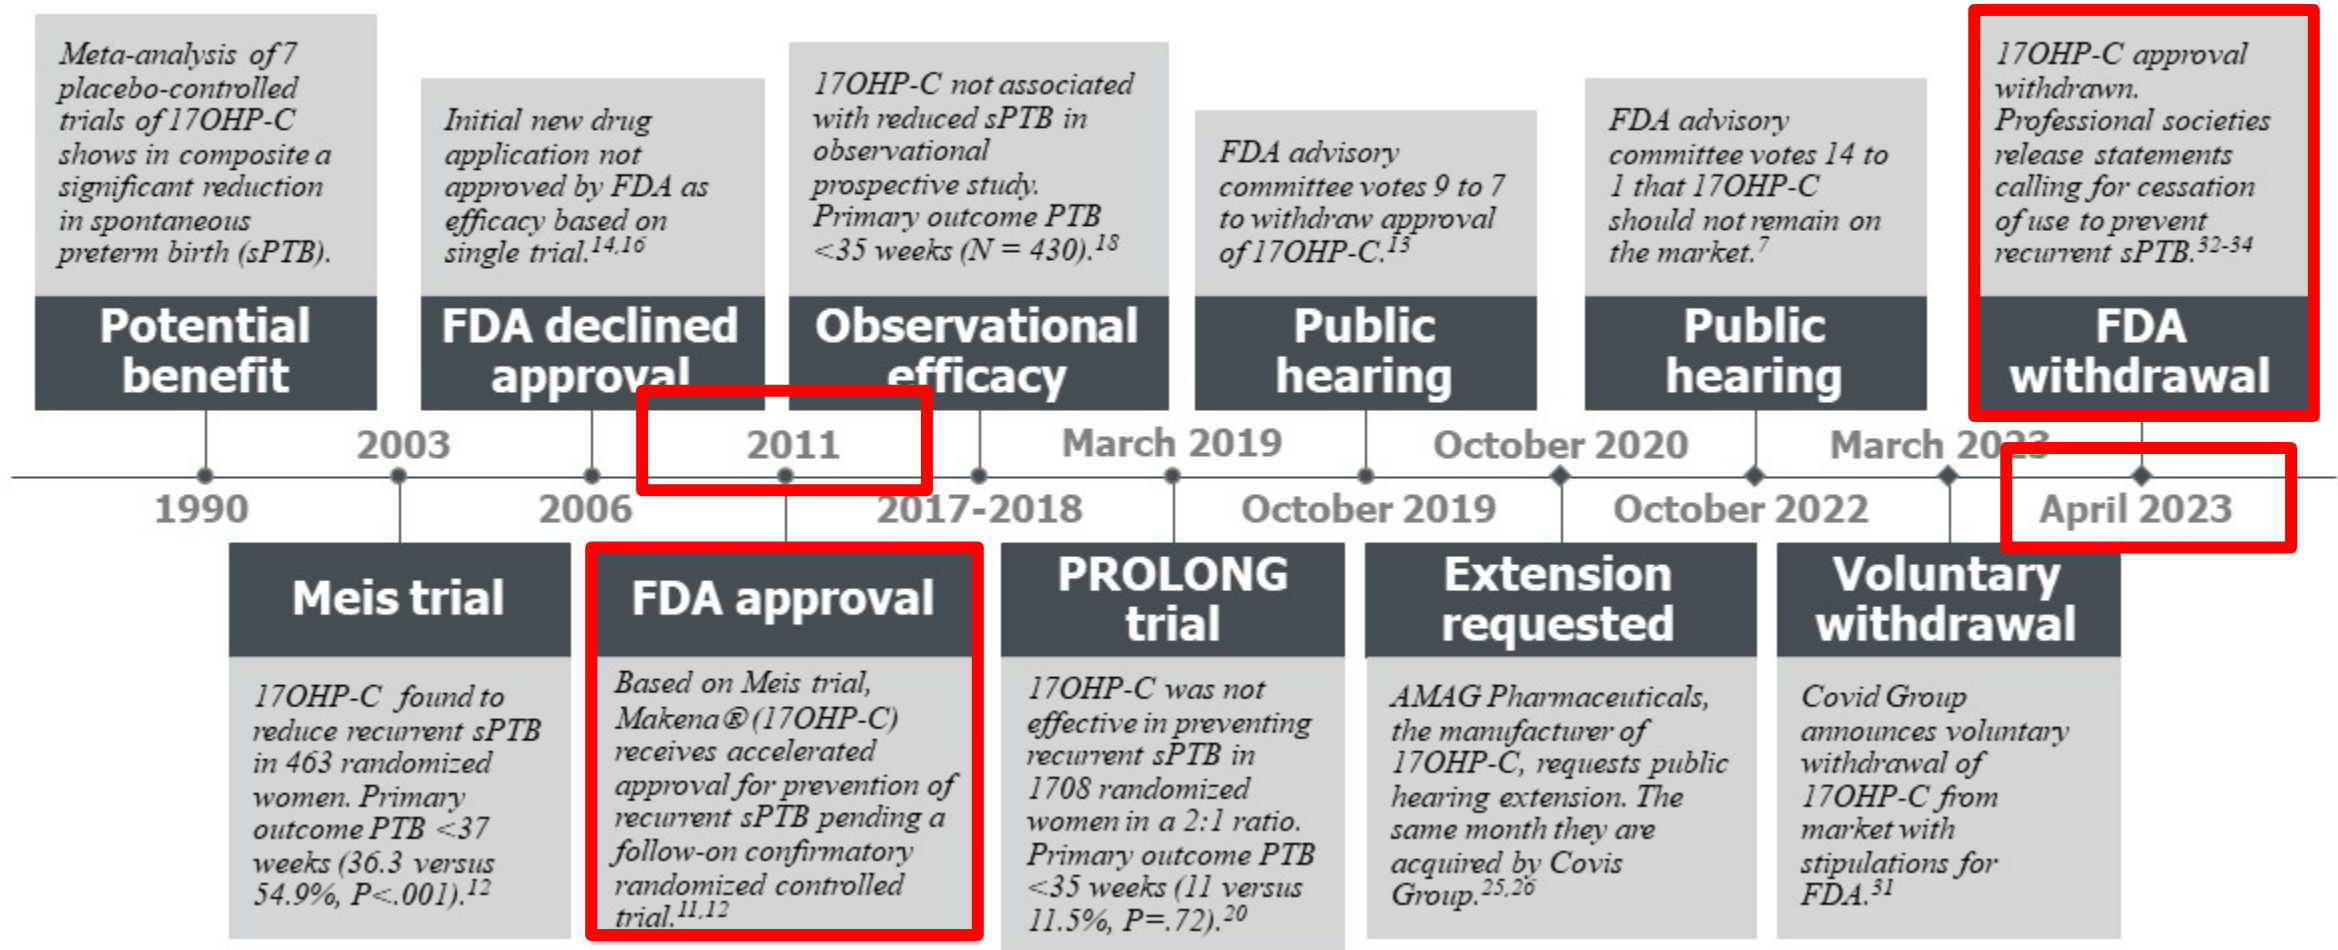 Meta-analysis of 7
placebo-controlled
trials of 17OHP-C
shows in composite a
significant reduction
in spontaneous
preterm birth (sPTB).
Potential
benefit
1990
2003
Meis trial
17OHP-C found to
reduce recurrent sPTB
in 463 randomized
women. Primary
outcome PTB <37
weeks (36.3 versus
54.9%, P<.001).12
Initial new drug
application not
approved by FDA as
efficacy based on
single trial.14,16
FDA declined
approval
2006
2011
FDA approval
Based on Meis trial,
Makena® (17OHP-C)
receives accelerated
approval for prevention of
recurrent sPTB pending a
follow-on confirmatory
randomized controlled
trial.11,12
17OHP-C not associated
with reduced sPTB in
observational
prospective study.
Primary outcome PTB
<35 weeks (N = 430).18
Observational
efficacy
2017-2018
March 2019
PROLONG
trial
17OHP-C was not
effective in preventing
recurrent sPTB in
1708 randomized
women in a 2:1 ratio.
Primary outcome PTB
<35 weeks (11 versus
11.5%, P=.72).20
FDA advisory
committee votes 9 to 7
to withdraw approval
of 17OHP-C.13
Public
hearing
October 2019
October 2020
Extension
requested
AMAG Pharmaceuticals,
the manufacturer of
17OHP-C, requests public
hearing extension. The
same month they are
acquired by Covis
Group.25,26
FDA advisory
committee votes 14 to
1 that 17OHP-C
should not remain on
the market.7
Public
hearing
October 2022
March 2023
Voluntary
withdrawal
Covid Group
announces voluntary
withdrawal of
17OHP-C from
market with
stipulations for
FDA.31
17OHP-C approval
withdrawn.
Professional societies
release statements
calling for cessation
of use to prevent
recurrent sPTB.32-34
FDA
withdrawal
April 2023